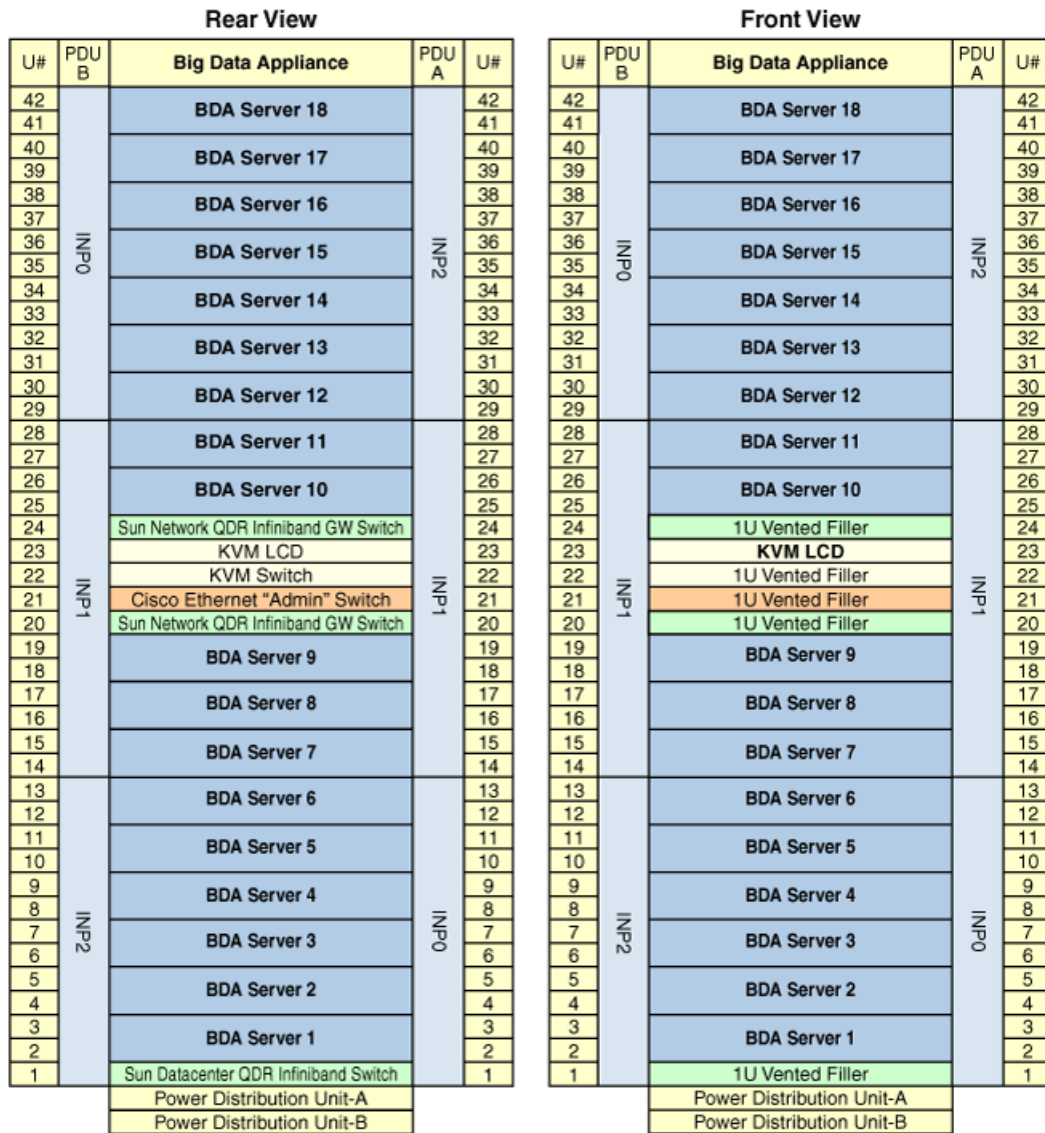 Rear View
U# PDU B Big Data Appliance PDU A U#
42 BDA Server 18 42
41 41
40 BDA Server 17 40
39 39
38 BDA Server 16 38
37 37
36 BDA Server 15 36
35 35
INP0 INP2
34 BDA Server 14 34
33 33
32 BDA Server 13 32
31 31
30 BDA Server 12 30
29 29
28 BDA Server 11 28
27 27
26 BDA Server 10 26
25 25
24 Sun Network QDR Infiniband GW Switch 24
23 KVM LCD 23
22 KVM Switch 22
INP1 INP1
21 Cisco Ethernet "Admin" Switch 21
20 Sun Network QDR Infiniband GW Switch 20
19 BDA Server 9 19
18 18
17 BDA Server 8 17
16 16
15 BDA Server 7 15
14 14
13 BDA Server 6 13
12 12
11 BDA Server 5 11
10 10
9 BDA Server 4 9
8 8
INP2 INP0
7 BDA Server 3 7
6 6
5 BDA Server 2 5
4 4
3 BDA Server 1 3
2 2
1 Sun Datacenter QDR Infiniband Switch 1
Power Distribution Unit-A
Power Distribution Unit-B
Front View
U# PDU B Big Data Appliance PDU A U#
42 BDA Server 18 42
41 41
40 BDA Server 17 40
39 39
38 BDA Server 16 38
37 37
36 BDA Server 15 36
35 35
INP0 INP2
34 BDA Server 14 34
33 33
32 BDA Server 13 32
31 31
30 BDA Server 12 30
29 29
28 BDA Server 11 28
27 27
26 BDA Server 10 26
25 25
24 1U Vented Filler 24
23 KVM LCD 23
22 1U Vented Filler 22
INP1 INP1
21 1U Vented Filler 21
20 1U Vented Filler 20
19 BDA Server 9 19
18 18
17 BDA Server 8 17
16 16
15 BDA Server 7 15
14 14
13 BDA Server 6 13
12 12
11 BDA Server 5 11
10 10
9 BDA Server 4 9
8 8
INP2 INP0
7 BDA Server 3 7
6 6
5 BDA Server 2 5
4 4
3 BDA Server 1 3
2 2
1 1U Vented Filler 1
Power Distribution Unit-A
Power Distribution Unit-B